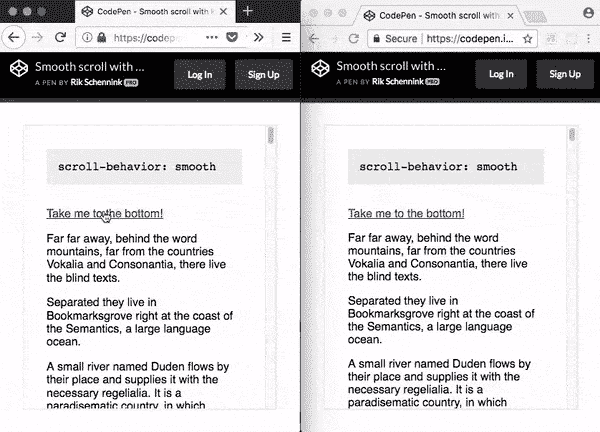 CodePen - Smooth scroll with
https://codep
Smooth scroll with ...
A PEN BY Rik Schennink PRO
Log In
Sign Up
scroll-behavior: smooth
Take me to the bottom!
Far far away, behind the word
mountains, far from the countries
Vokalia and Consonantia, there live
the blind texts.
Separated they live in
Bookmarksgrove right at the coast of
the Semantics, a large language
ocean.
A small river named Duden flows by
their place and supplies it with the
necessary regelialia. It is a
paradisematic country, in which
CodePen - Smooth scroll with
Secure | https://codepen.i...
Smooth scroll with ...
A PEN BY Rik Schennink PRO
Log In
Sign Up
scroll-behavior: smooth
Take me to the bottom!
Far far away, behind the word
mountains, far from the countries
Vokalia and Consonantia, there live
the blind texts.
Separated they live in
Bookmarksgrove right at the coast of
the Semantics, a large language
ocean.
A small river named Duden flows by
their place and supplies it with the
necessary regelialia. It is a
paradisematic country, in which